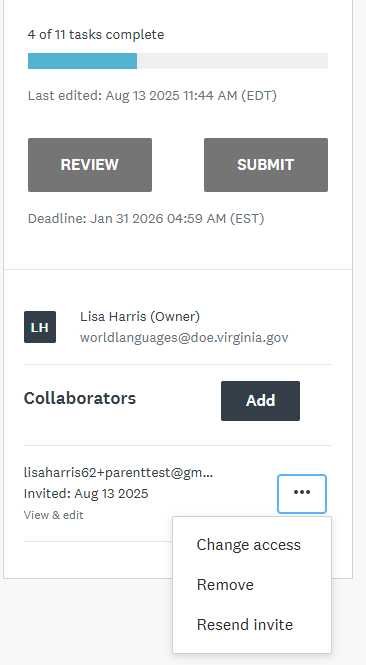 4 of 11 tasks complete
Last edited: Aug 13 2025 11:44 AM (EDT)
REVIEW
SUBMIT
Deadline: Jan 31 2026 04:59 AM (EST)
LH
Lisa Harris (Owner)
worldlanguages@doe.virginia.gov
Collaborators
Add
lisaharris62+parenttest@gm...
Invited: Aug 13 2025
View & edit
•••
Change access
Remove
Resend invite